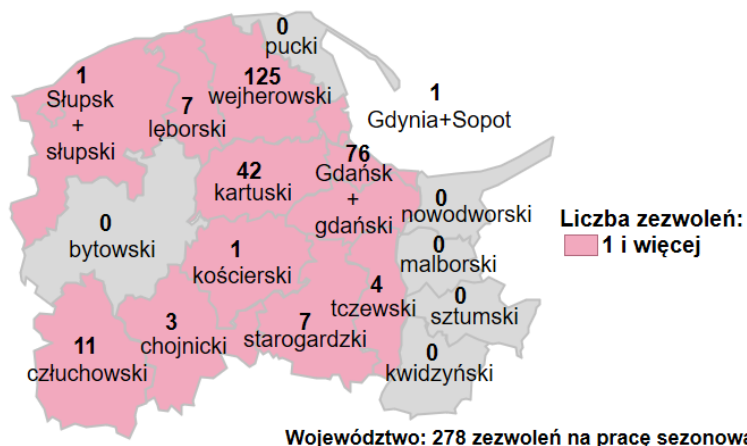 0
pucki
1
Słupsk
+
słupski
7
lęborski
125
wejherowski
1
Gdynia+Sopot
42
kartuski
76
Gdańsk
+
gdański
0
nowodworski
0
bytowski
1
kościerski
0
malborski
4
tczewski
0
sztumski
11
człuchowski
3
chojnicki
7
starogardzki
0
kwidzyński
Liczba zezwoleń:
1 i więcej
Województwo: 278 zezwoleń na pracę sezonową